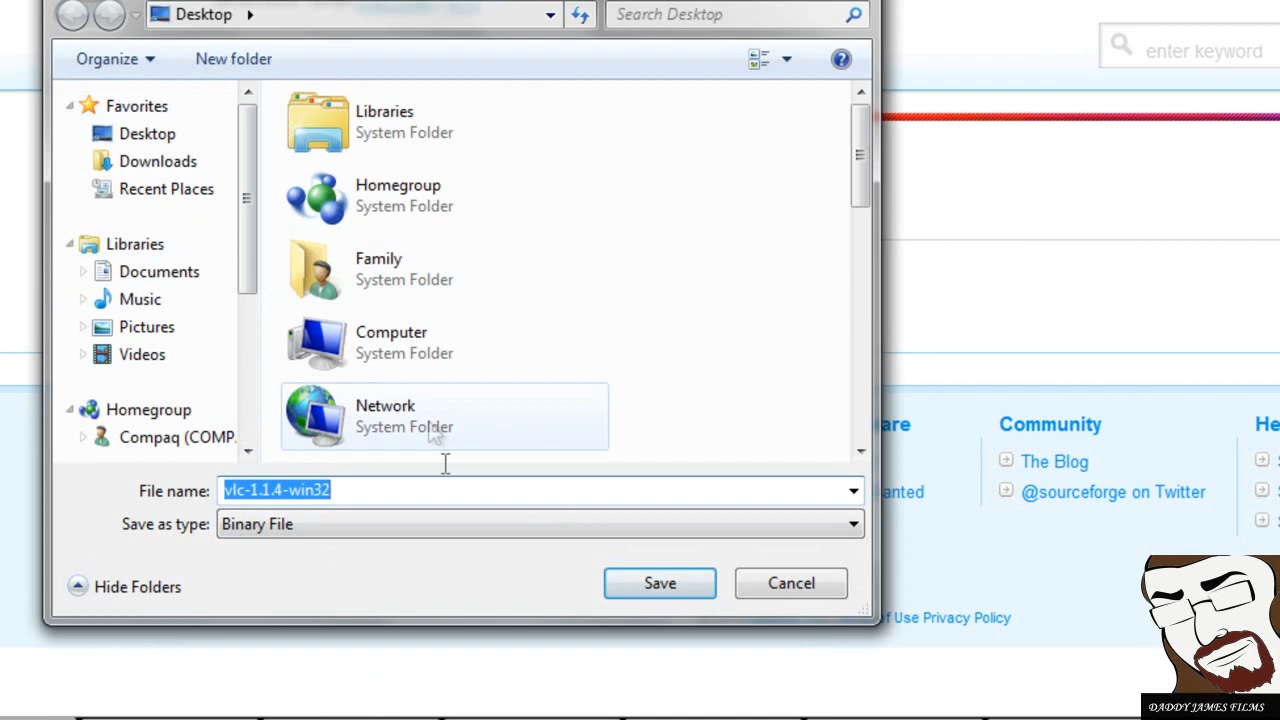 Desktop
Search Desktop
Organize
New folder
enter keyword
Favorites
Desktop
Downloads
Recent Places
Libraries
Documents
Music
Pictures
Videos
Homegroup
Compaq (COMP
Libraries
System Folder
Homegroup
System Folder
Family
System Folder
Computer
System Folder
Network
System Folder
File name: vlc-1.1.4-win32
Save as type: Binary File
Hide Folders
Save
Cancel
are
anted
Community
The Blog
@sourceforge on Twitter
He
of Use Privacy Policy
DADDY JAMES FILMS